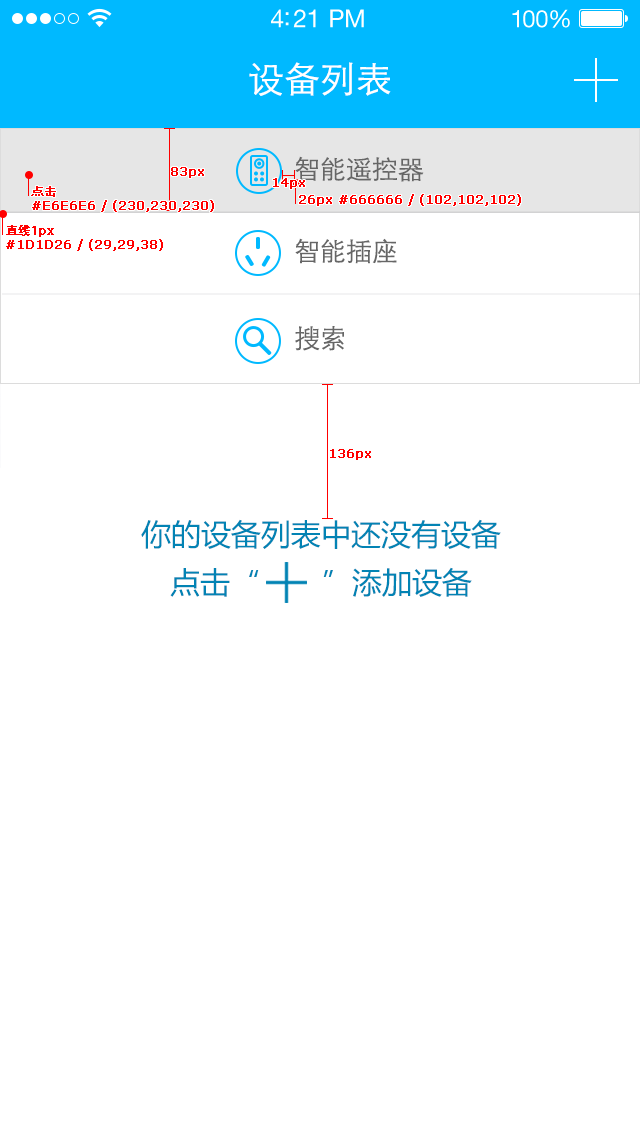 4:21 PM
100%
设备列表
83px
智能遥控器
14px
点击
#E6E6E6 / (230,230,230)
26px #666666 / (102,102,102)
直线1px
#1D1D26 / (29,29,38)
智能插座
搜索
136px
你的设备列表中还没有设备
点击“＋”添加设备